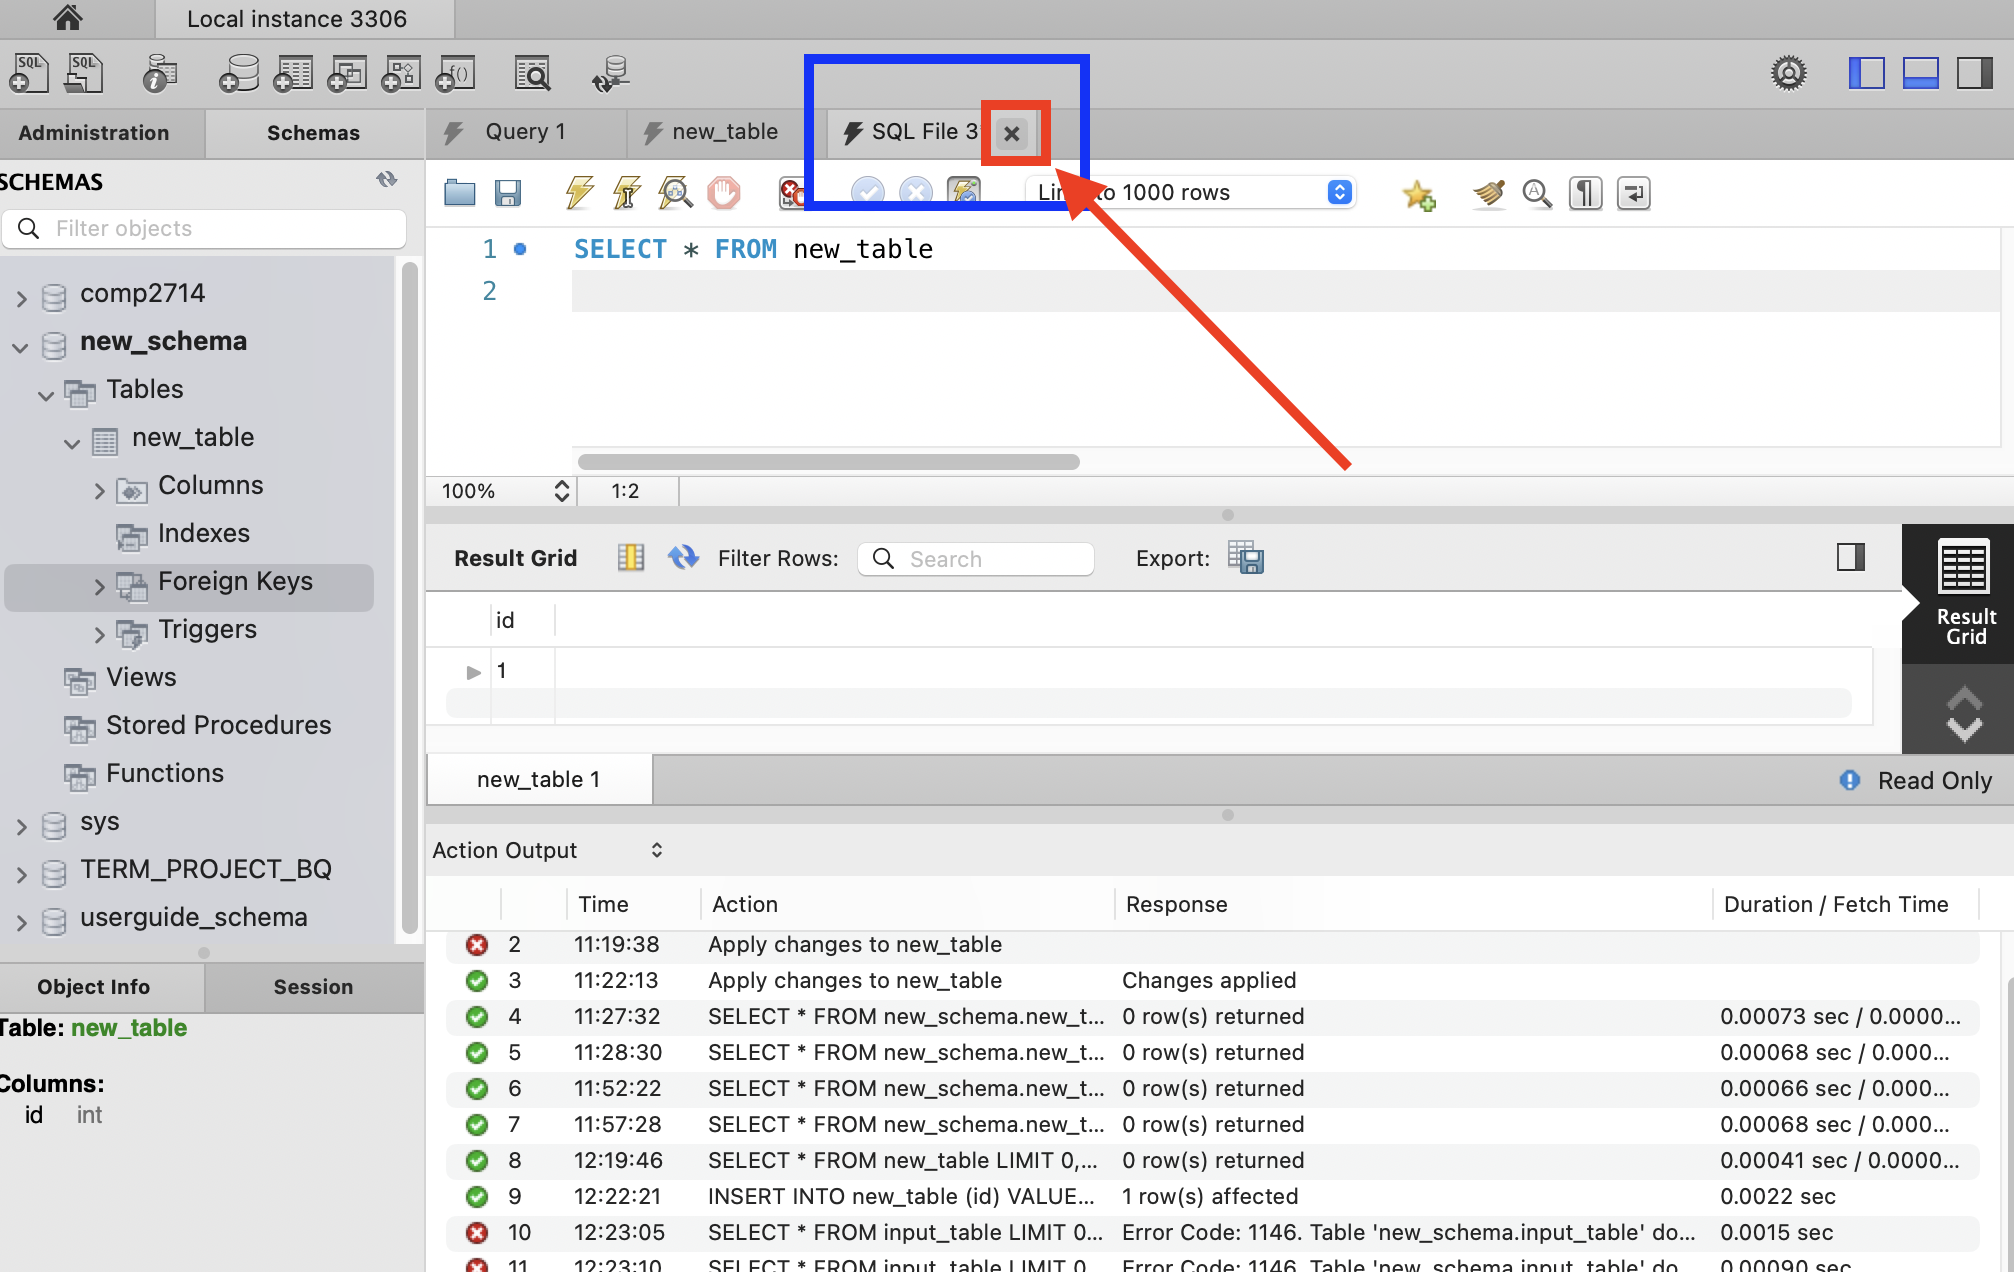 Local instance 3306
SQL SQL
Administration Schemas
Query 1 new_table SQL File 3
SCHEMAS
Filter objects
to 1000 rows
1 SELECT * FROM new_table
2
comp2714
new_schema
Tables
new_table
Columns
Indexes
Foreign Keys
Triggers
Views
Stored Procedures
Functions
sys
TERM_PROJECT_BQ
userguide_schema
100% 1:2
Result Grid Filter Rows: Search Export:
Result
Grid
id
1
new_table 1 Read Only
Action Output
Time Action Response Duration / Fetch Time
2 11:19:38 Apply changes to new_table
3 11:22:13 Apply changes to new_table Changes applied
4 11:27:32 SELECT * FROM new_schema.new_t... 0 row(s) returned 0.00073 sec / 0.0000...
5 11:28:30 SELECT * FROM new_schema.new_t... 0 row(s) returned 0.00068 sec / 0.000...
6 11:52:22 SELECT * FROM new_schema.new_t... 0 row(s) returned 0.00066 sec / 0.000...
7 11:57:28 SELECT * FROM new_schema.new_t... 0 row(s) returned 0.00068 sec / 0.000...
8 12:19:46 SELECT * FROM new_table LIMIT 0,... 0 row(s) returned 0.00041 sec / 0.0000...
9 12:22:21 INSERT INTO new_table (id) VALUE... 1 row(s) affected 0.0022 sec
10 12:23:05 SELECT * FROM input_table LIMIT 0... Error Code: 1146. Table 'new_schema.input_table' do... 0.0015 sec
11 12:23:10 SELECT * FROM input_table LIMIT 0 Error Code: 1146. Table 'new_schema.input_table' do 0.00090 sec
Object Info Session
Table: new_table
Columns:
id int